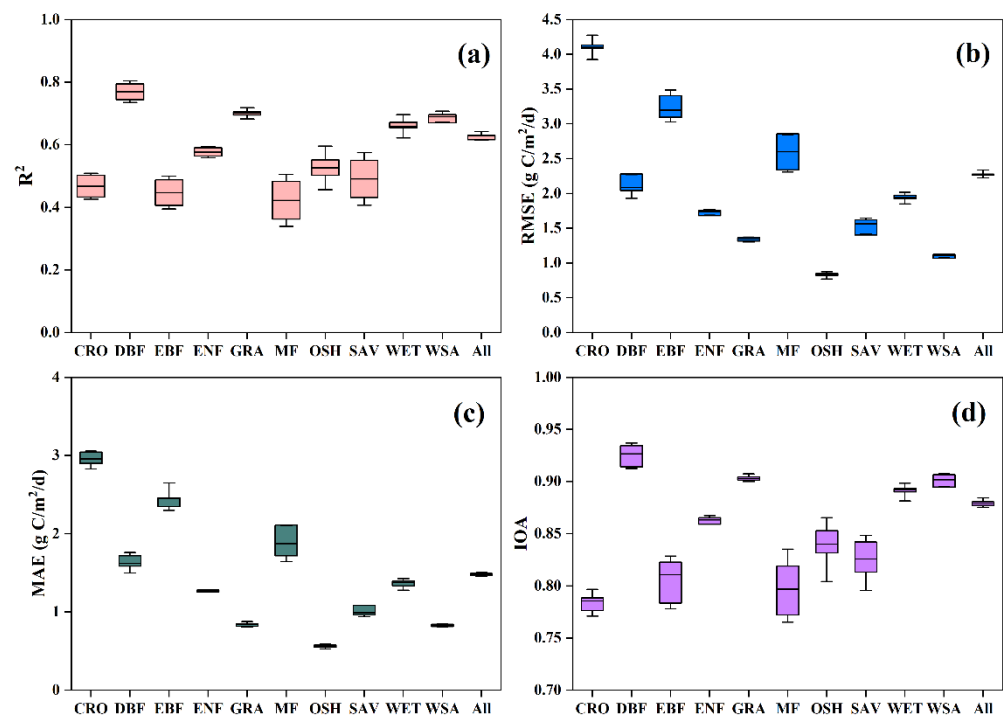 (a)
R²
1.0
0.8
0.6
0.4
0.2
0.0
CRO DBF EBF ENF GRA MF OSH SAV WET WSA All
(b)
RMSE (g C/m²/d)
4.5
4.0
3.5
3.0
2.5
2.0
1.5
1.0
0.5
0.0
CRO DBF EBF ENF GRA MF OSH SAV WET WSA All
(c)
MAE (g C/m²/d)
4
3
2
1
0
CRO DBF EBF ENF GRA MF OSH SAV WET WSA All
(d)
IOA
1.00
0.95
0.90
0.85
0.80
0.75
0.70
CRO DBF EBF ENF GRA MF OSH SAV WET WSA All